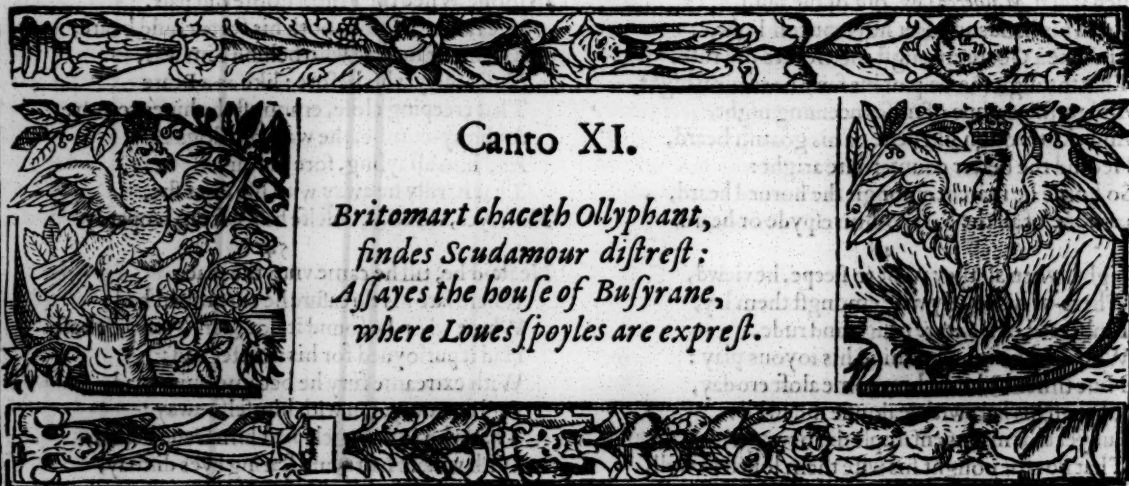 Canto XI.
Britomart chaceth Ollyphant,
findes Scudamour diſtreſt:
Aſſayes the houſe of Buſyrane,
where Loues ſpoyles are expreſt.